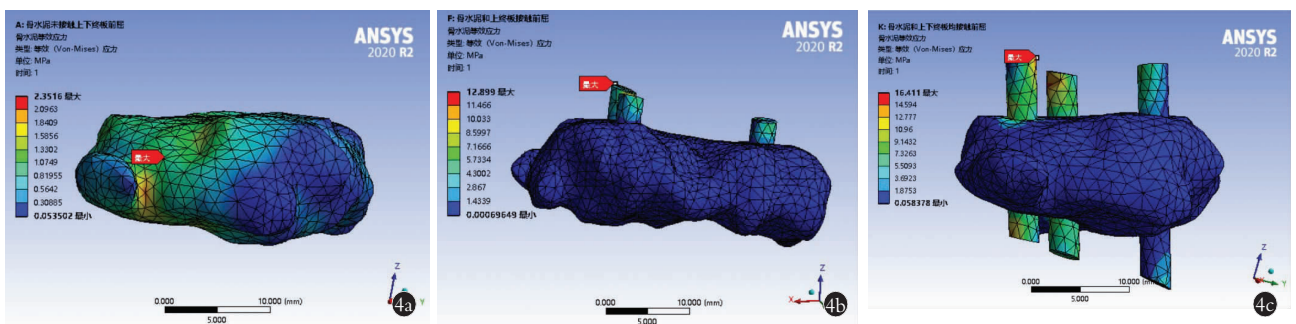 A: 骨水泥未接触上下终板前屈
骨水泥等效应力
类型: 等效（Von-Mises）应力
单位: MPa
时间: 1
2.3516 最大
2.0963
1.8409
1.5856
1.3302
1.0749
0.81955
0.5642
0.30885
0.053502 最小
最大
ANSYS
2020 R2
0.000
10.000 (mm)
5.000
Z
Y
4a
F: 骨水泥和上终板接触前屈
骨水泥等效应力
类型: 等效（Von-Mises）应力
单位: MPa
时间: 1
12.899 最大
11.466
10.033
8.5997
7.1666
5.7334
4.3002
2.867
1.4339
0.00069649 最小
最大
ANSYS
2020 R2
0.000
10.000 (mm)
5.000
Z
X
4b
K: 骨水泥和上下终板均接触前屈
骨水泥等效应力
类型: 等效（Von-Mises）应力
单位: MPa
时间: 1
16.411 最大
14.594
12.777
10.96
9.1432
7.3263
5.5093
3.6923
1.8753
0.058378 最小
最大
ANSYS
2020 R2
0.000
10.000 (mm)
5.000
Z
Y
4c